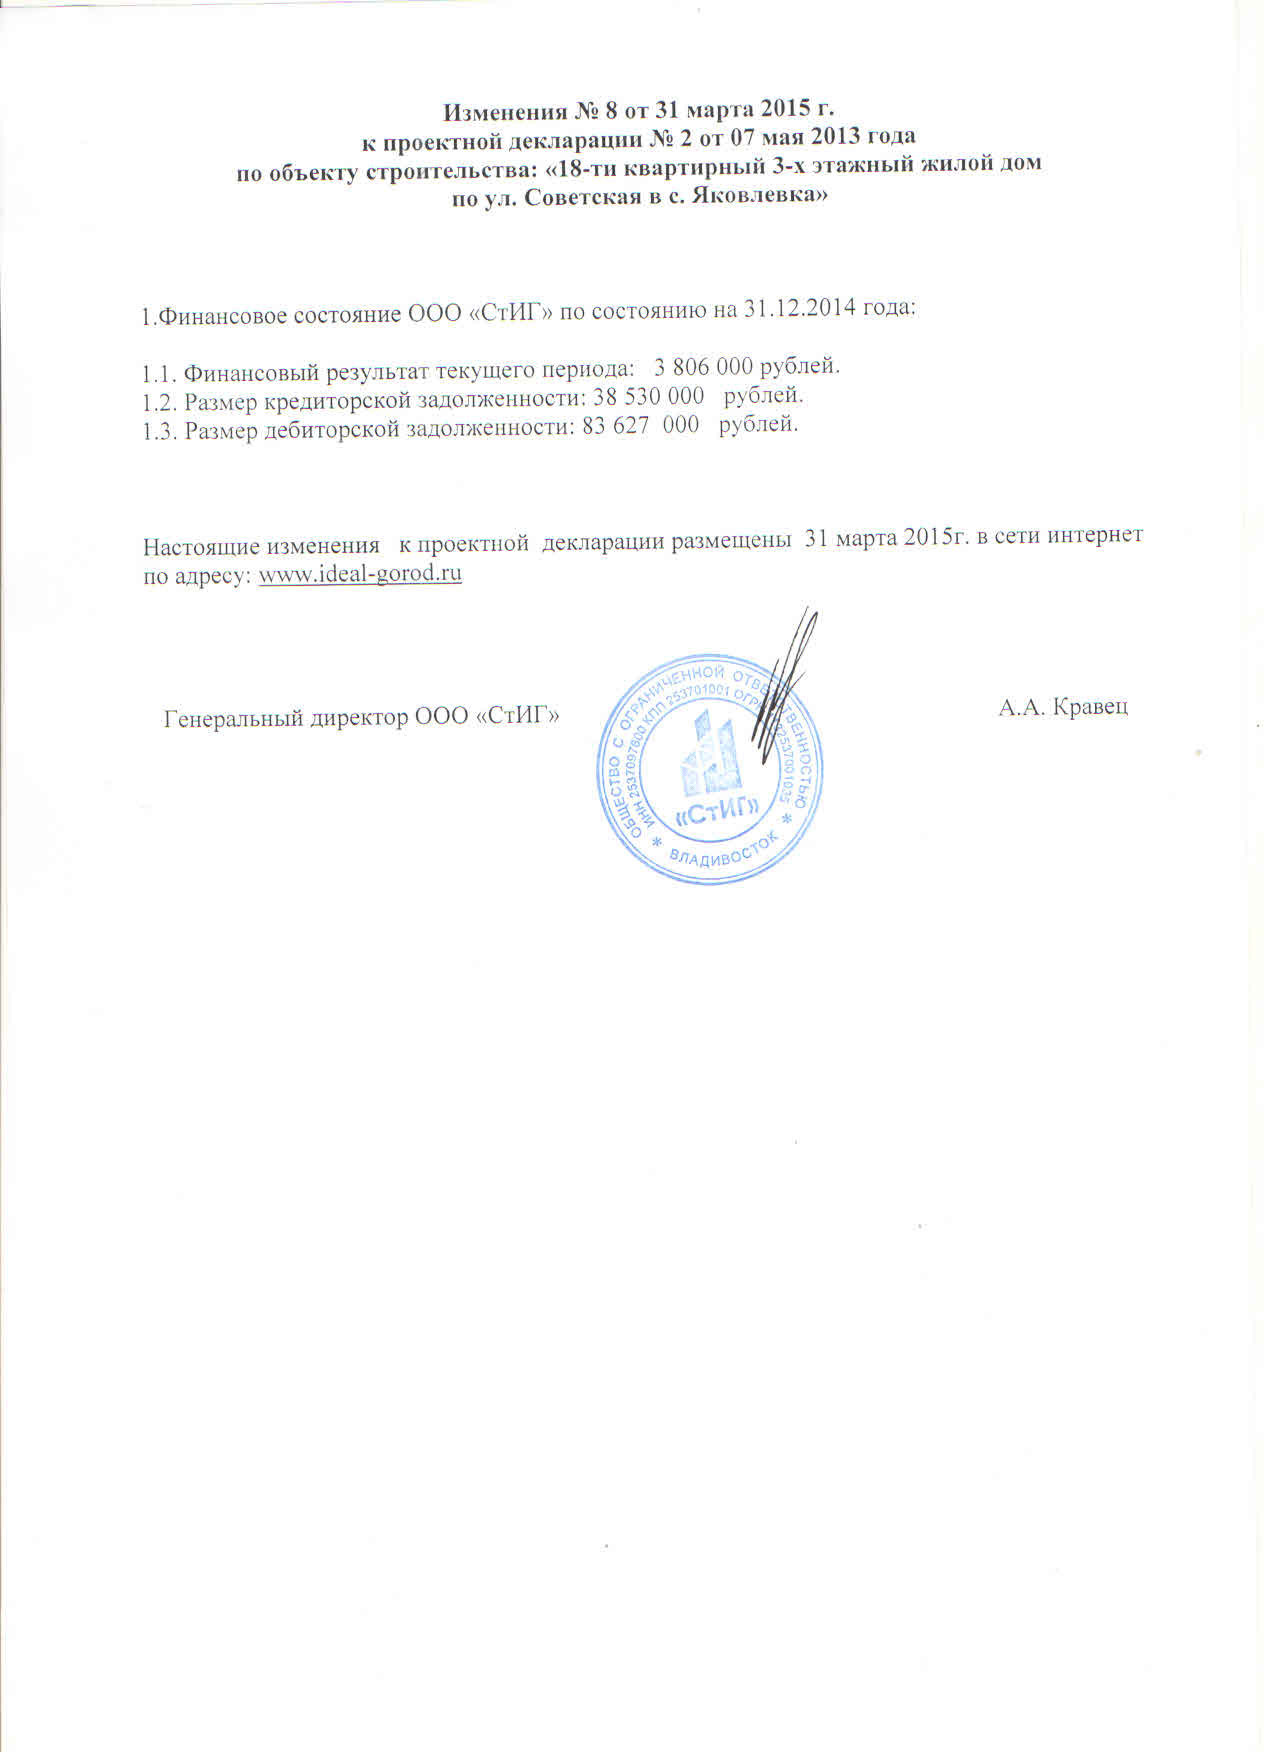 Изменения № 8 от 31 марта 2015 г.
к проектной декларации № 2 от 07 мая 2013 года
по объекту строительства: «18-ти квартирный 3-х этажный жилой дом
по ул. Советская в с. Яковлевка»
1.Финансовое состояние ООО «СтИГ» по состоянию на 31.12.2014 года:
1.1. Финансовый результат текущего периода: 3 806 000 рублей.
1.2. Размер кредиторской задолженности: 38 530 000 рублей.
1.3. Размер дебиторской задолженности: 83 627 000 рублей.
Настоящие изменения к проектной декларации размещены 31 марта 2015г. в сети интернет
по адресу: www.ideal-gorod.ru
Генеральный директор ООО «СтИГ»
А.А. Кравец
ОБЩЕСТВО С ОГРАНИЧЕННОЙ ОТВЕТСТВЕННОСТЬЮ
ИНН 2537097600 КПП 253701001
«СтИГ»
* ВЛАДИВОСТОК *